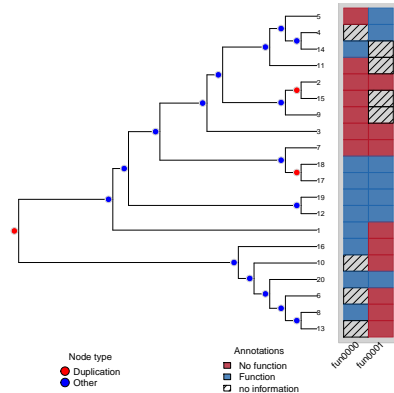 5
4
14
11
2
15
9
3
7
18
17
19
12
1
16
10
20
6
8
13
fun0000
fun0001
Node type
Duplication
Other
Annotations
No function
Function
no information